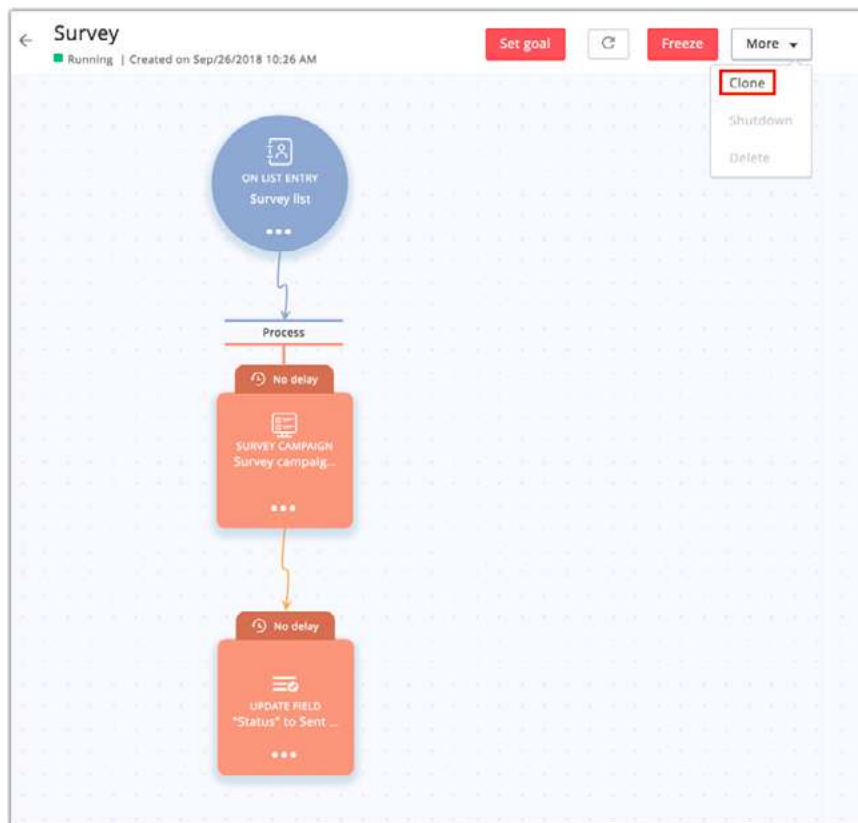 Survey
Running | Created on Sep/26/2018 10:26 AM
Set goal
Freeze
More
Clone
Shutdown
Delete
ON LIST ENTRY
Survey list
Process
No delay
SURVEY CAMPAIGN
Survey campaig...
No delay
UPDATE FIELD
"Status" to Sent ...